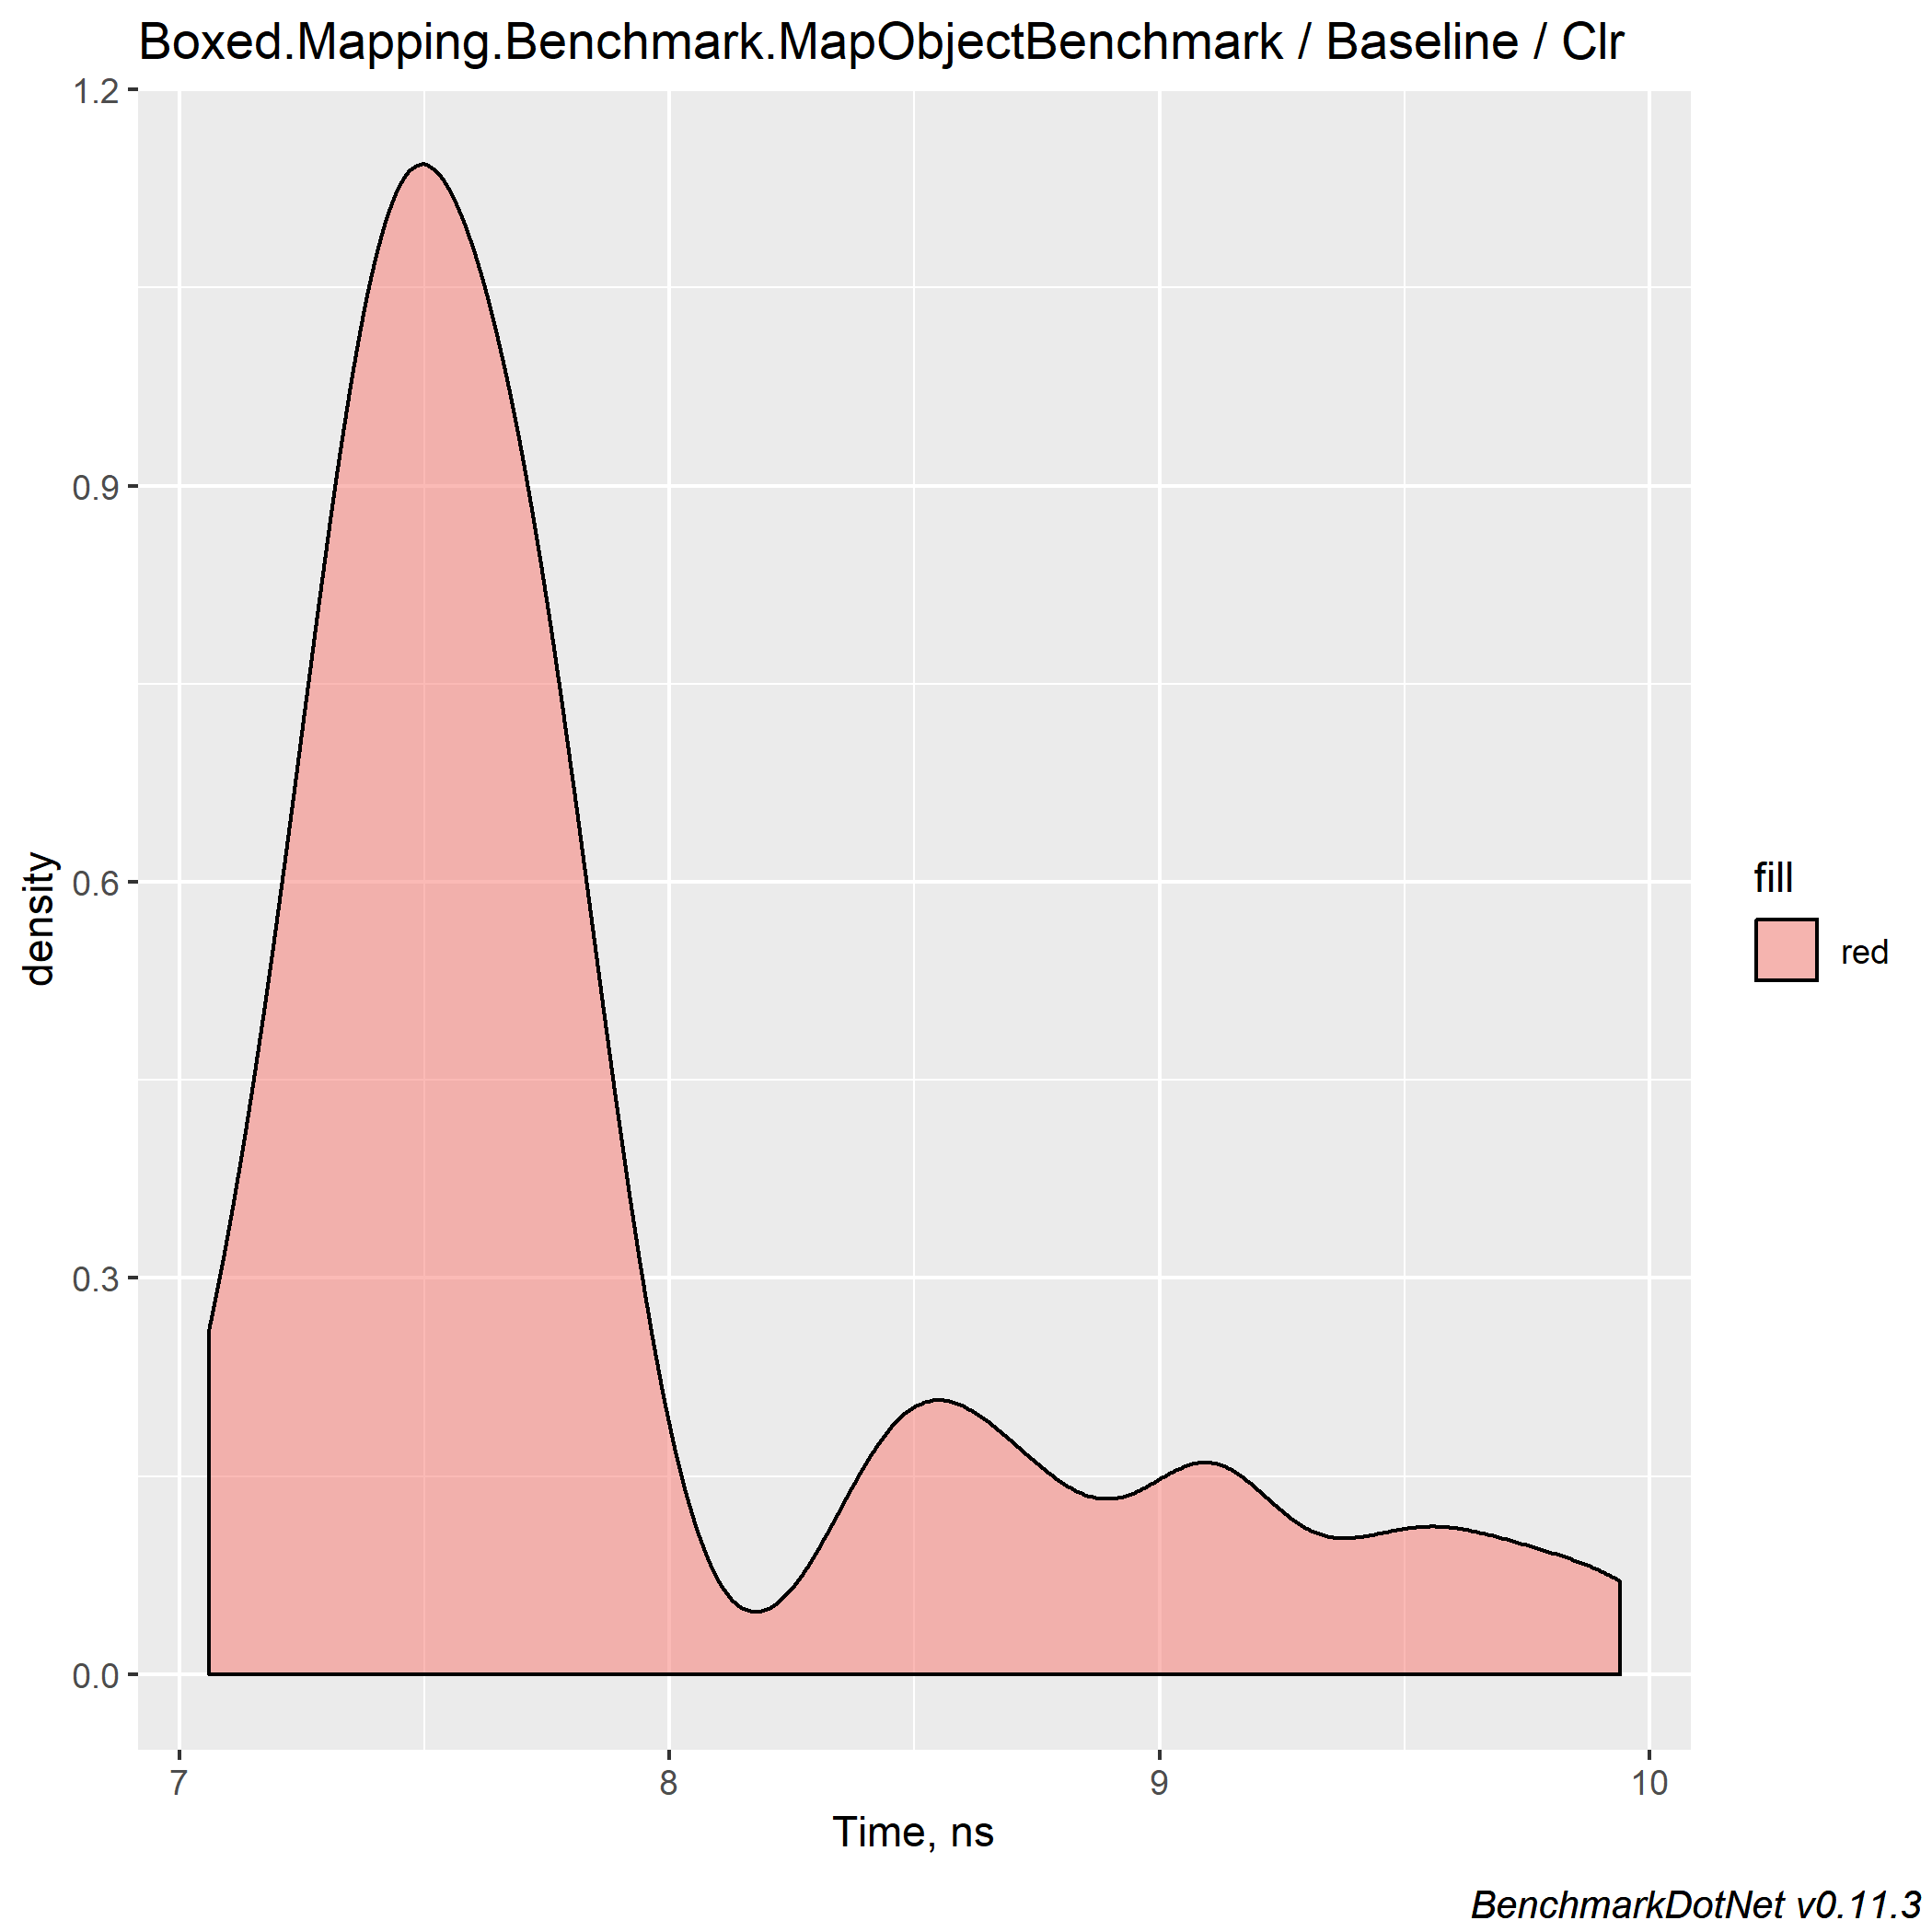 Boxed.Mapping.Benchmark.MapObjectBenchmark / Baseline / Clr
1.2
0.9
0.6
0.3
0.0
density
7 8 9 10
Time, ns
fill
red
BenchmarkDotNet v0.11.3